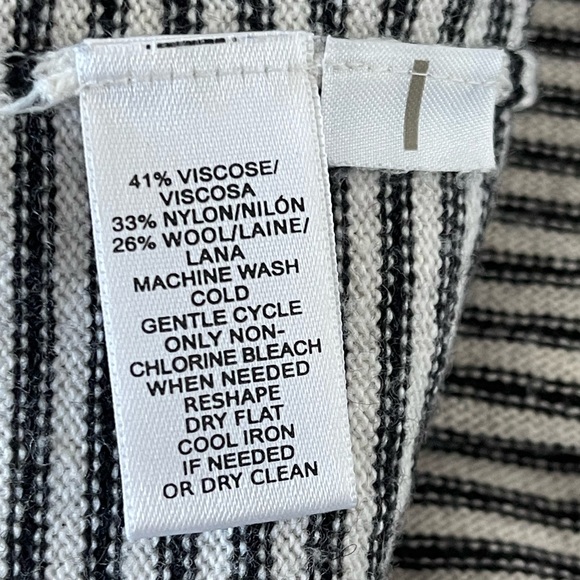 41% VISCOSE/
VISCOSA
33% NYLON/NILÓN
26% WOOL/LAINE/
LANA
MACHINE WASH
COLD
GENTLE CYCLE
ONLY NON-
CHLORINE BLEACH
WHEN NEEDED
RESHAPE
DRY FLAT
COOL IRON
IF NEEDED
OR DRY CLEAN